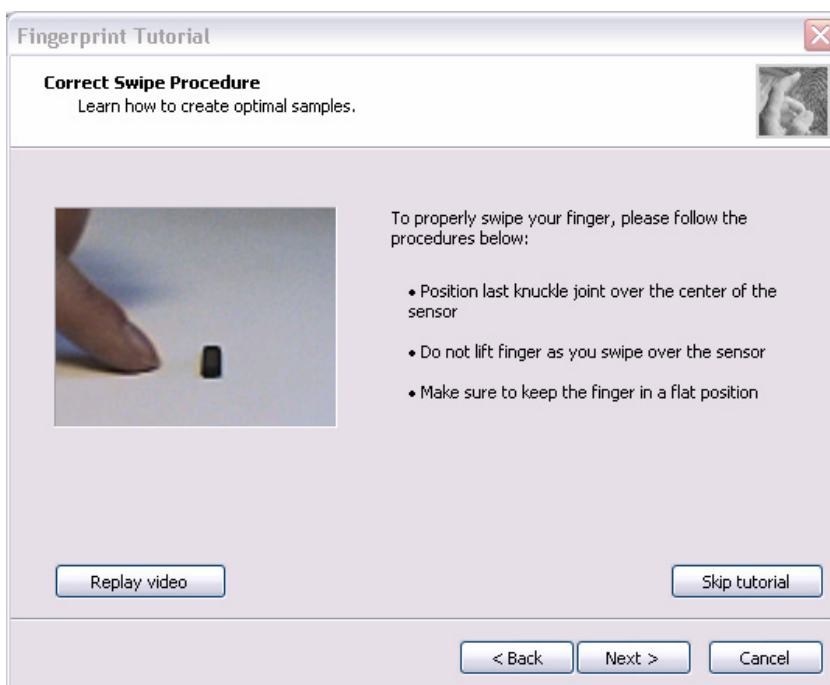 Fingerprint Tutorial
Correct Swipe Procedure
Learn how to create optimal samples.
To properly swipe your finger, please follow the
procedures below:
• Position last knuckle joint over the center of the
sensor
• Do not lift finger as you swipe over the sensor
• Make sure to keep the finger in a flat position
Replay video
Skip tutorial
< Back
Next >
Cancel